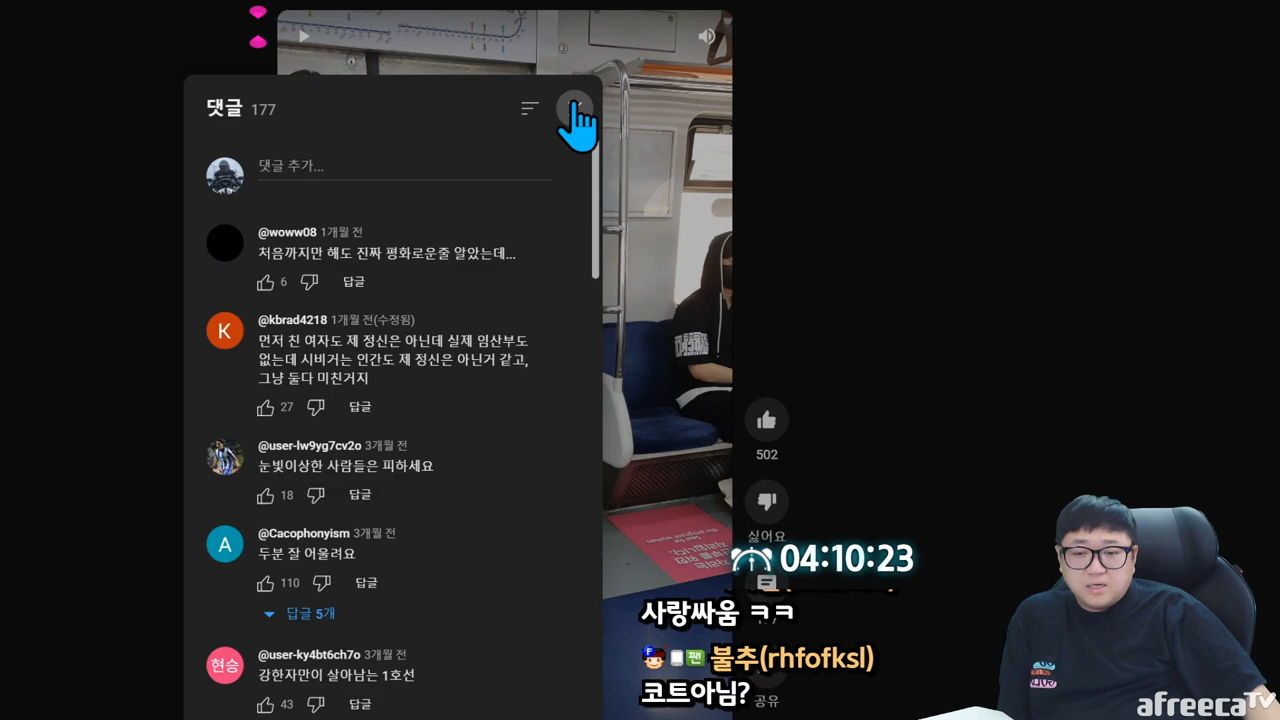 댓글 177
댓글 추가...
@woww08 1개월 전
처음까지만 해도 진짜 평화로운줄 알았는데...
6 답글
K
@kbrad4218 1개월 전(수정됨)
먼저 친 여자도 제 정신은 아닌데 실제 임산부도
없는데 시비거는 인간도 제 정신은 아닌거 같고,
그냥 둘다 미친거지
27 답글
@user-lw9yg7cv2o 3개월 전
눈빛이상한 사람들은 피하세요
18 답글
A
@Cacophonyism 3개월 전
두분 잘 어울려요
110 답글
답글 5개
현승
@user-ky4bt6ch7o 3개월 전
강한자만이 살아남는 1호선
43 답글
502
싫어요
04:10:23
사랑싸움 ㅋㅋ
팬 불추(rhfofksl)
코트아님?
공유
afreecaTV